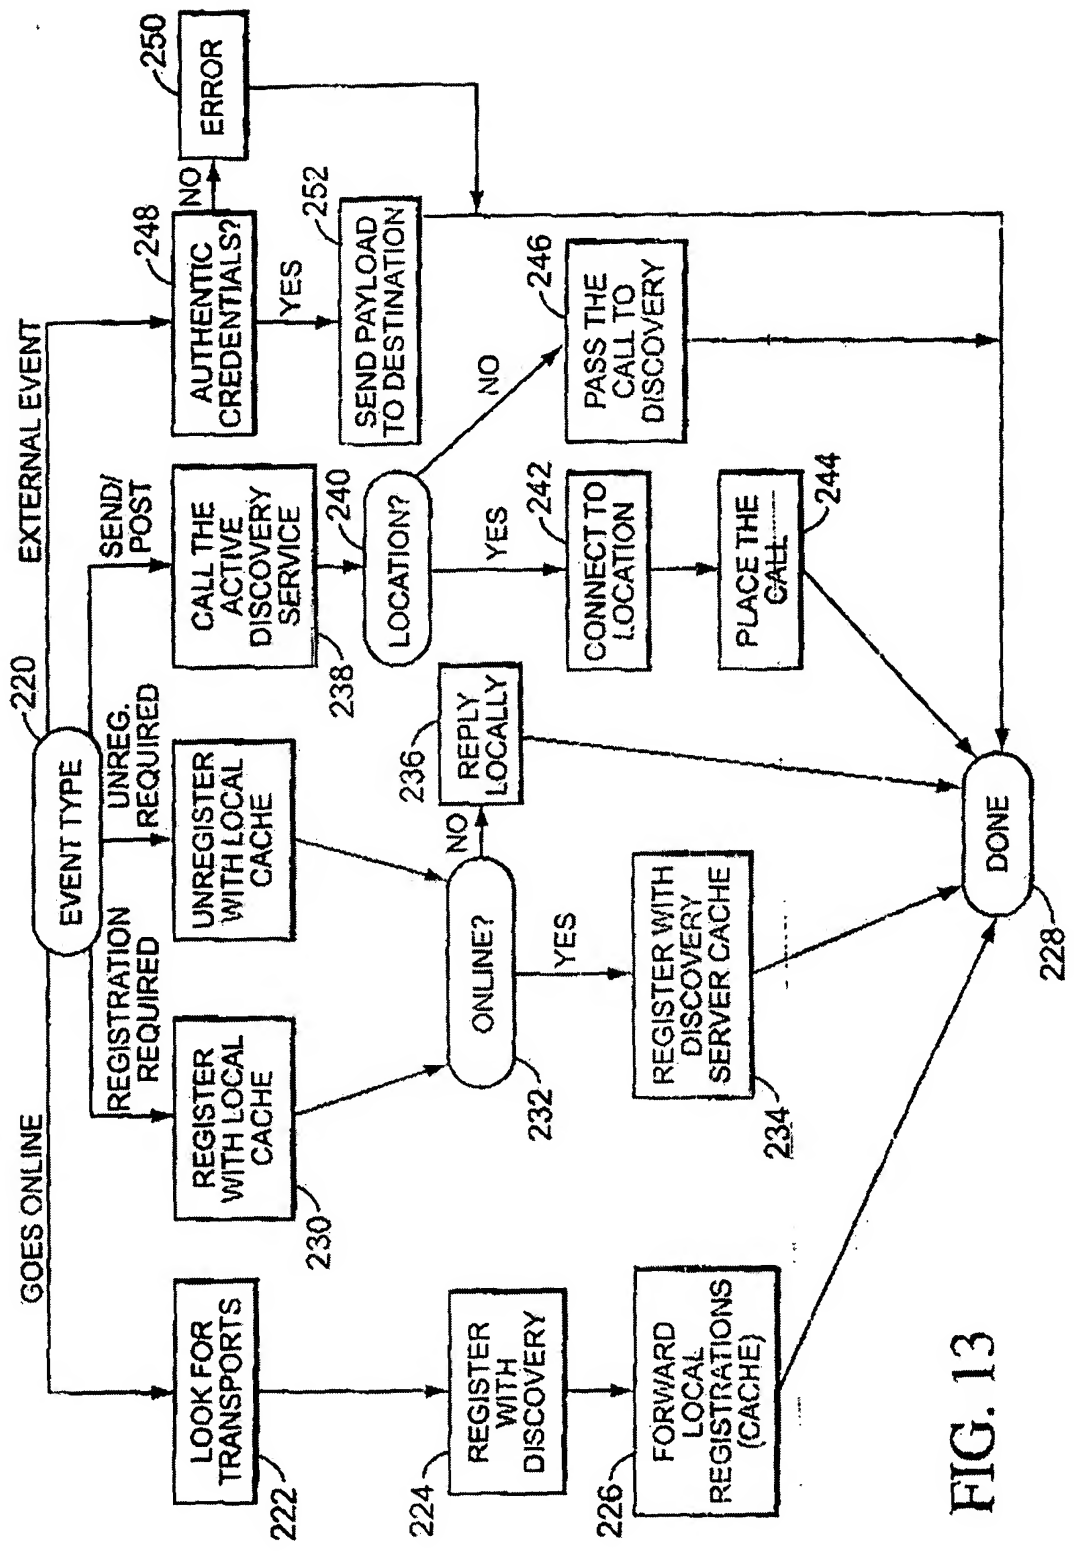 220
EVENT TYPE
GOES ONLINE
REGISTRATION
REQUIRED
UNREG.
REQUIRED
SEND/
POST
EXTERNAL EVENT
LOOK FOR
TRANSPORTS
222
REGISTER
WITH LOCAL
CACHE
230
UNREGISTER
WITH LOCAL
CACHE
CALL THE
ACTIVE
DISCOVERY
SERVICE
238
AUTHENTIC
CREDENTIALS?
248
NO
ERROR
250
YES
SEND PAYLOAD
TO DESTINATION
252
LOCATION?
240
NO
YES
REGISTER
WITH
DISCOVERY
224
ONLINE?
232
NO
REPLY
LOCALLY
236
YES
CONNECT TO
LOCATION
242
PASS THE
CALL TO
DISCOVERY
246
FORWARD
LOCAL
REGISTRATIONS
(CACHE)
226
REGISTER WITH
DISCOVERY
SERVER CACHE
234
PLACE THE
CALL
244
DONE
228
FIG. 13